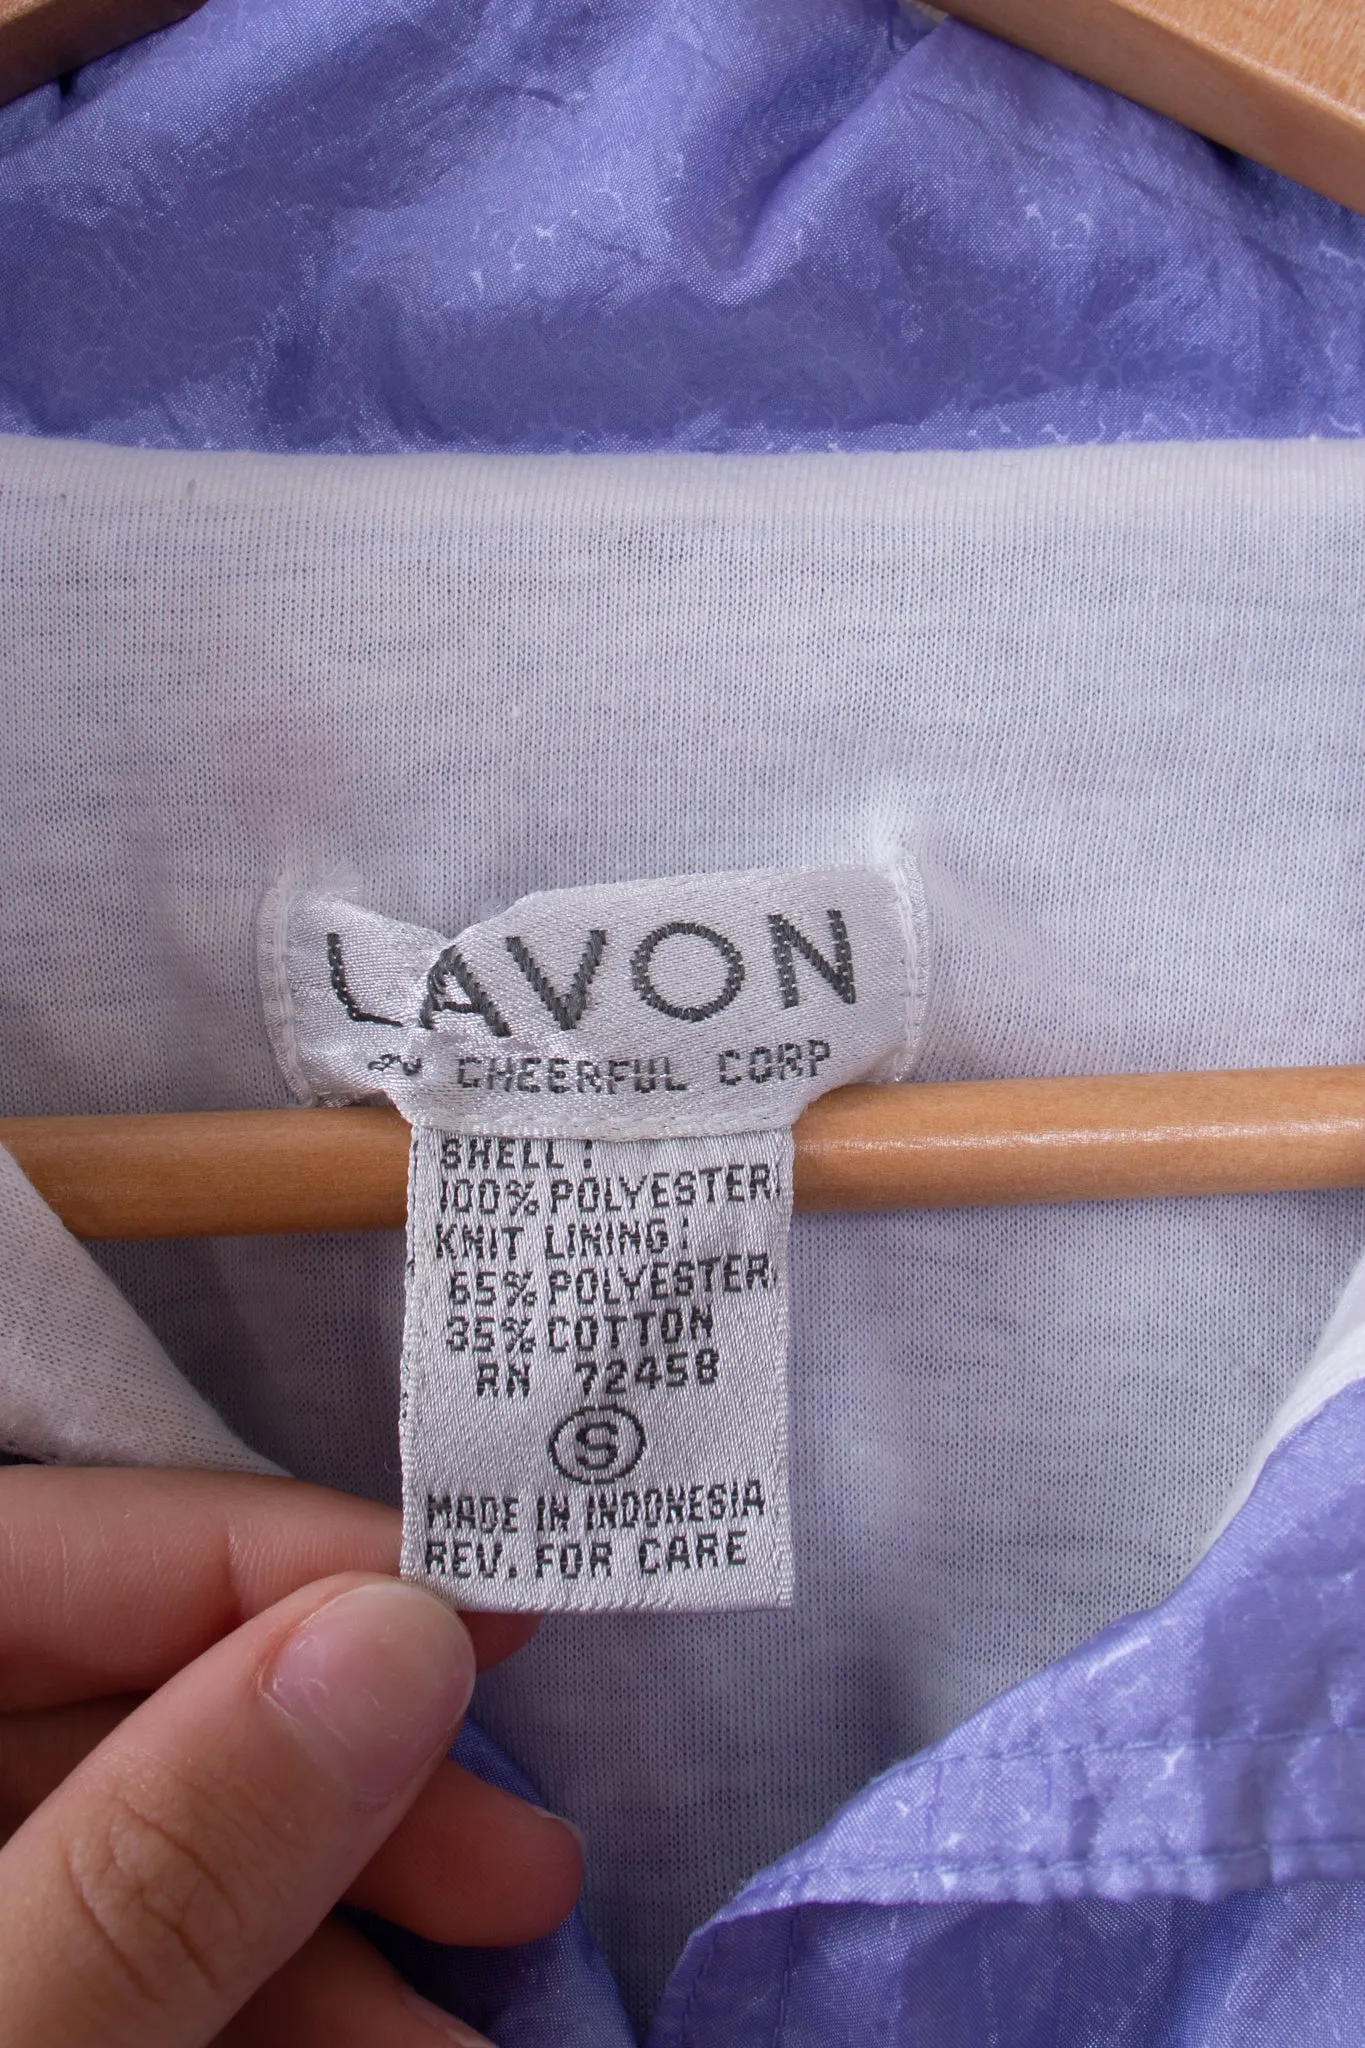 LAVON
by CHEERFUL CORP
SHELL:
100% POLYESTER
KNIT LINING:
65% POLYESTER
35% COTTON
RN 72458
S
MADE IN INDONESIA
REV. FOR CARE